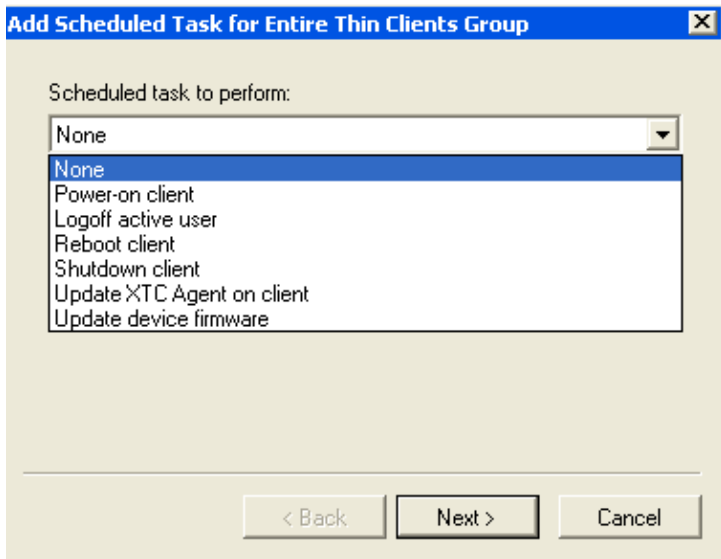 Add Scheduled Task for Entire Thin Clients Group
Scheduled task to perform:
None
None
Power-on client
Logoff active user
Reboot client
Shutdown client
Update XTC Agent on client
Update device firmware
< Back Next > Cancel